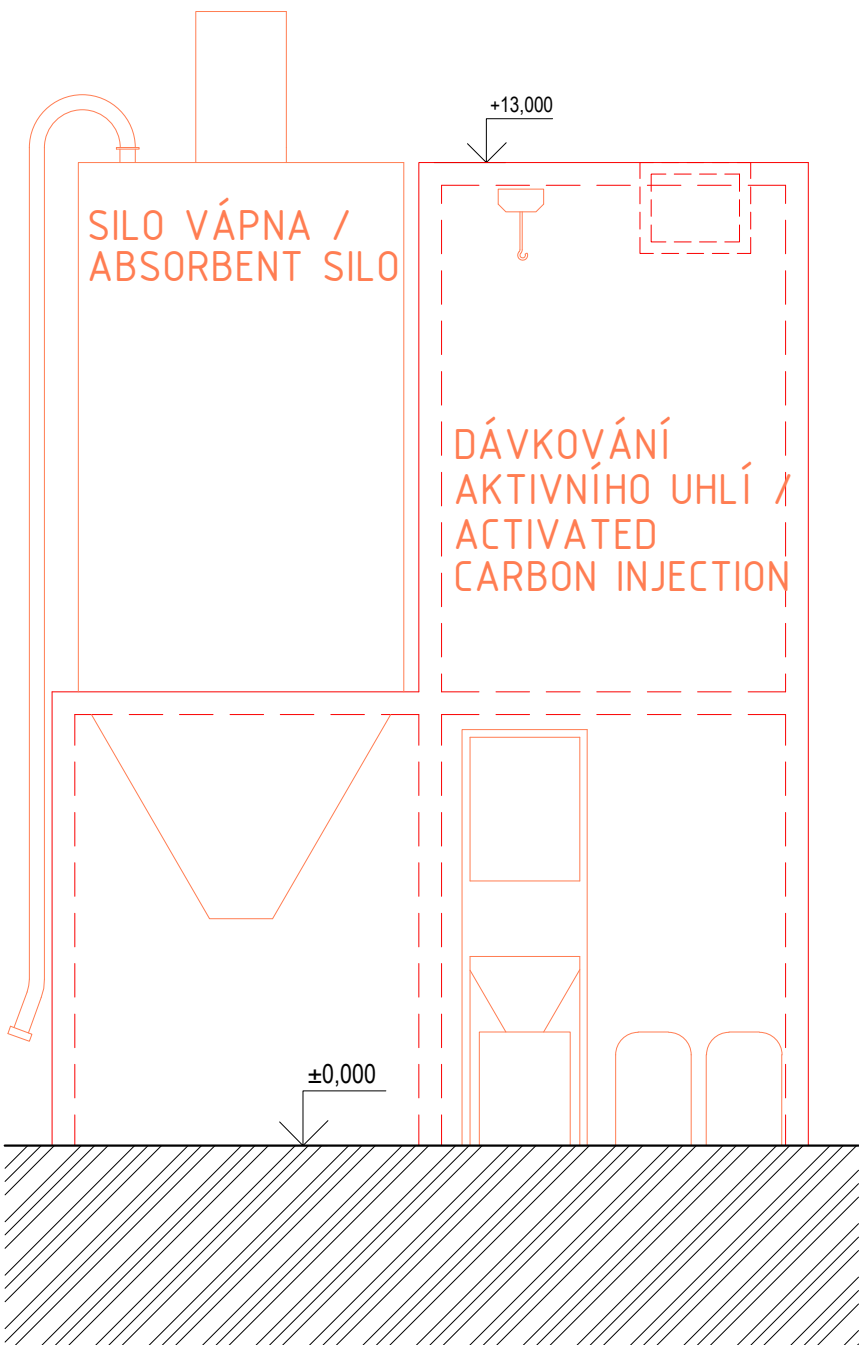 +13,000
SILO VÁPNA /
ABSORBENT SILO
DÁVKOVÁNÍ
AKTIVNÍHO UHLÍ /
ACTIVATED
CARBON INJECTION
±0,000